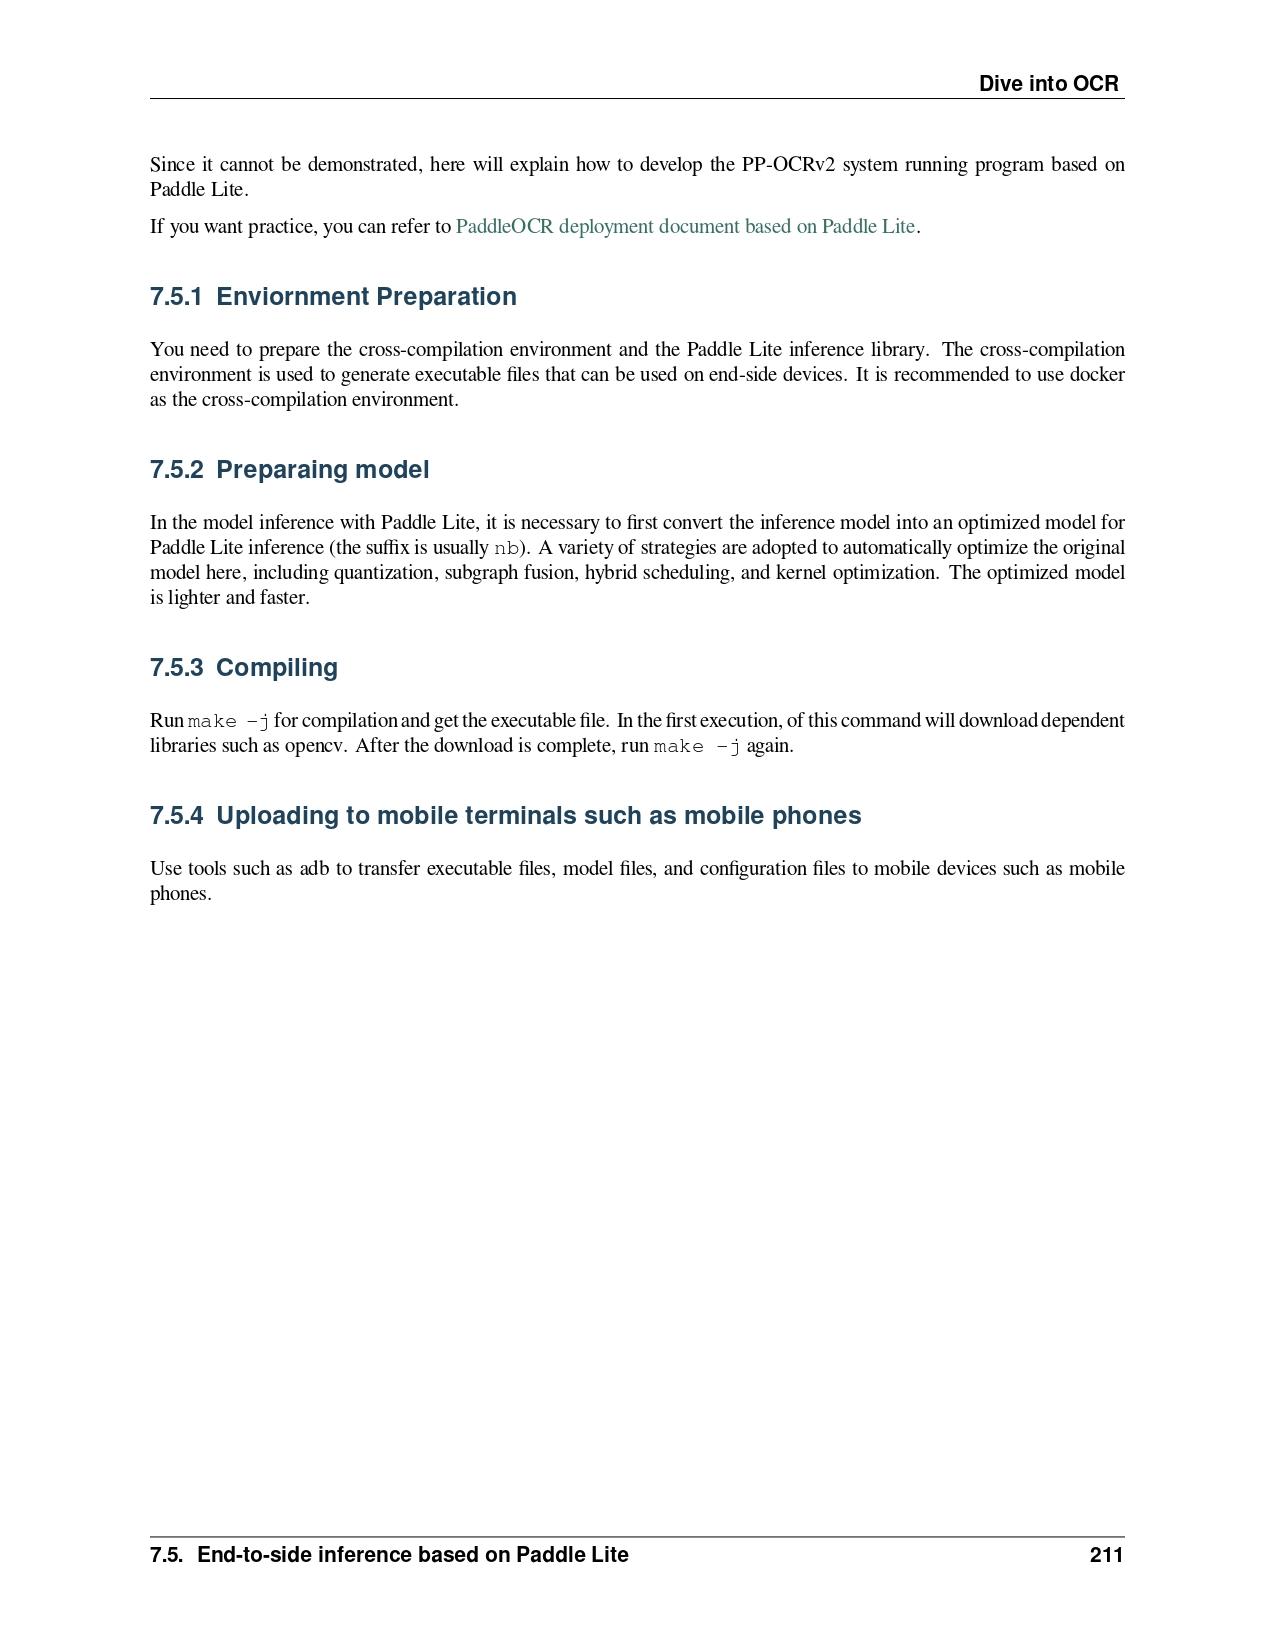 Dive into OCR
Since it cannot be demonstrated, here will explain how to develop the PP-OCRv2 system running program based on
Paddle Lite.
If you want practice, you can refer to PaddleOCR deployment document based on Paddle Lite.
7.5.1 Enviornment Preparation
You need to prepare the cross-compilation environment and the Paddle Lite inference library. The cross-compilation
environment is used to generate executable files that can be used on end-side devices. It is recommended to use docker
as the cross-compilation environment.
7.5.2 Preparaing model
In the model inference with Paddle Lite, it is necessary to first convert the inference model into an optimized model for
Paddle Lite inference (the suffix is usually nb). A variety of strategies are adopted to automatically optimize the original
model here, including quantization, subgraph fusion, hybrid scheduling, and kernel optimization. The optimized model
is lighter and faster.
7.5.3 Compiling
Run make -j for compilation and get the executable file. In the first execution, of this command will download dependent
libraries such as opencv. After the download is complete, run make -j again.
7.5.4 Uploading to mobile terminals such as mobile phones
Use tools such as adb to transfer executable files, model files, and configuration files to mobile devices such as mobile
phones.
7.5. End-to-side inference based on Paddle Lite 211